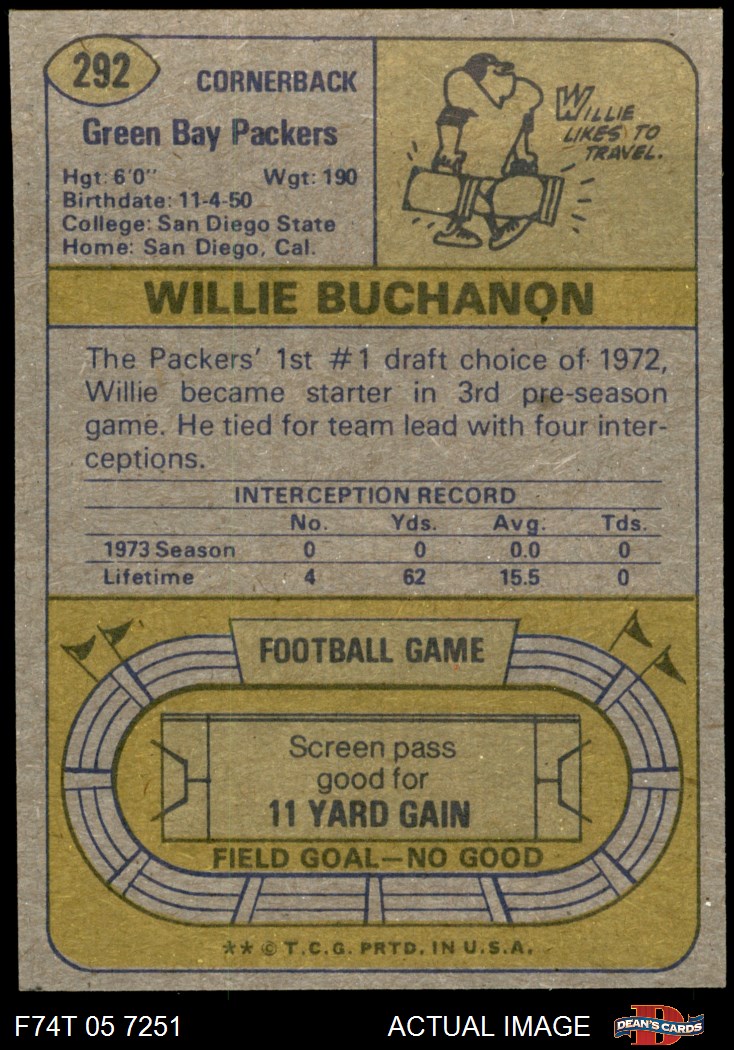 292
CORNERBACK
Green Bay Packers
Hgt: 6'0" Wgt: 190
Birthdate: 11-4-50
College: San Diego State
Home: San Diego, Cal.
WILLIE
LIKES TO
TRAVEL.
WILLIE BUCHANON
The Packers' 1st #1 draft choice of 1972,
Willie became starter in 3rd pre-season
game. He tied for team lead with four inter-
ceptions.
INTERCEPTION RECORD
No. Yds. Avg. Tds.
1973 Season 0 0 0.0 0
Lifetime 4 62 15.5 0
FOOTBALL GAME
Screen pass
good for
11 YARD GAIN
FIELD GOAL—NO GOOD
** © T.C.G. PRTD. IN U.S.A.
F74T 05 7251 ACTUAL IMAGE
D
DEAN'S CARDS